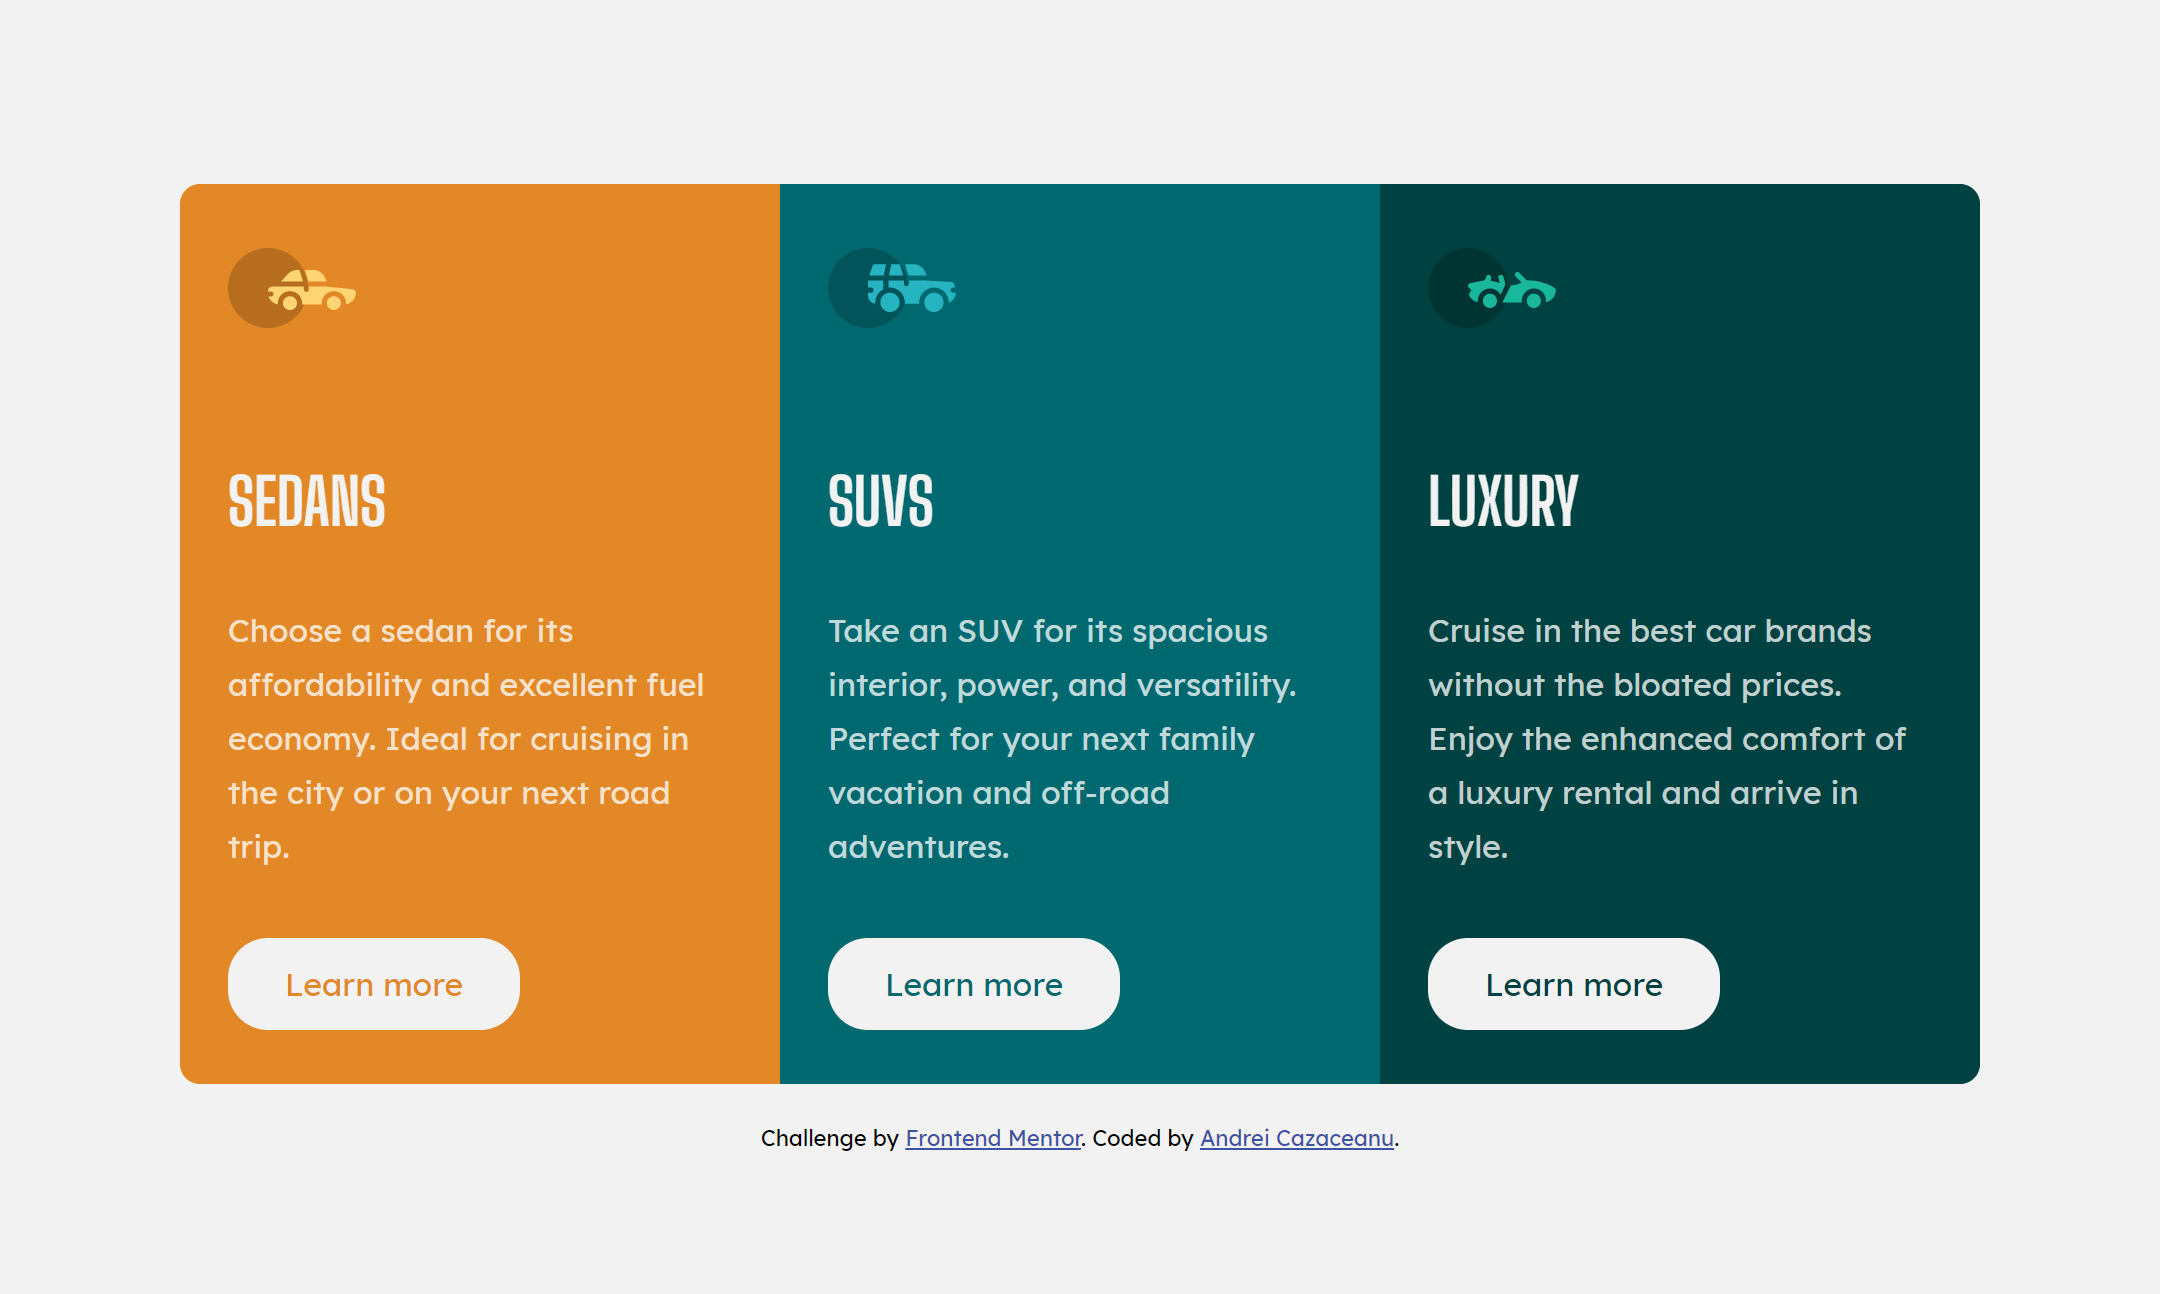 SEDANS
Choose a sedan for its
affordability and excellent fuel
economy. Ideal for cruising in
the city or on your next road
trip.
Learn more
SUVS
Take an SUV for its spacious
interior, power, and versatility.
Perfect for your next family
vacation and off-road
adventures.
Learn more
LUXURY
Cruise in the best car brands
without the bloated prices.
Enjoy the enhanced comfort of
a luxury rental and arrive in
style.
Learn more
Challenge by Frontend Mentor. Coded by Andrei Cazaceanu.